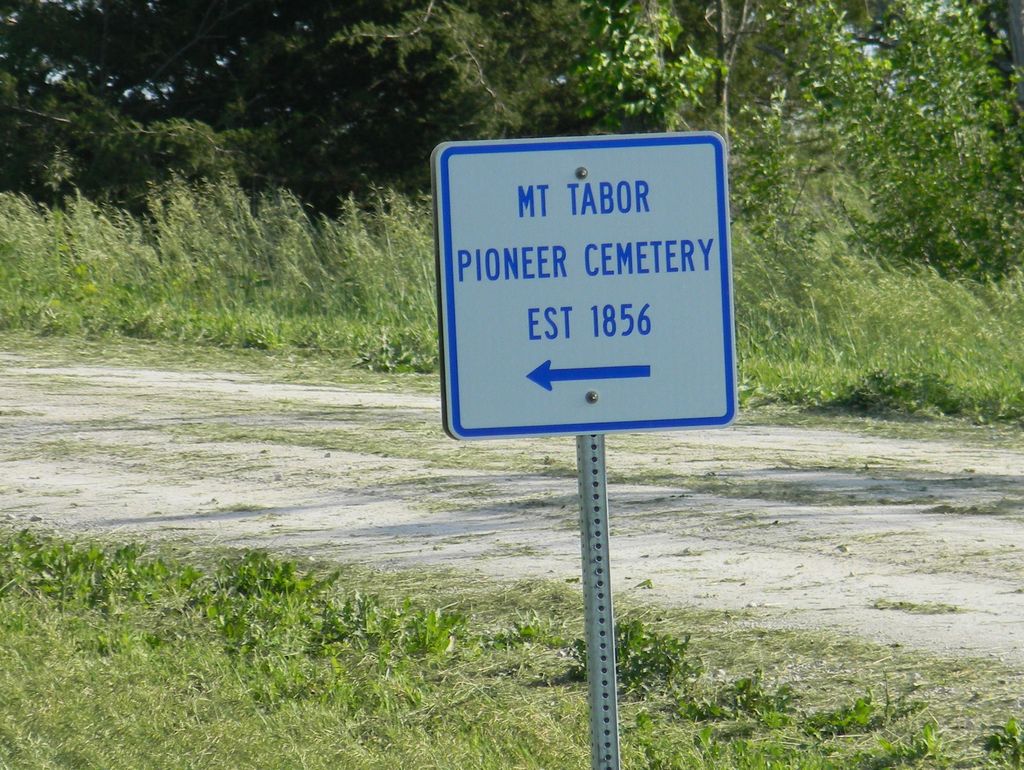 MT TABOR
PIONEER CEMETERY
EST 1856